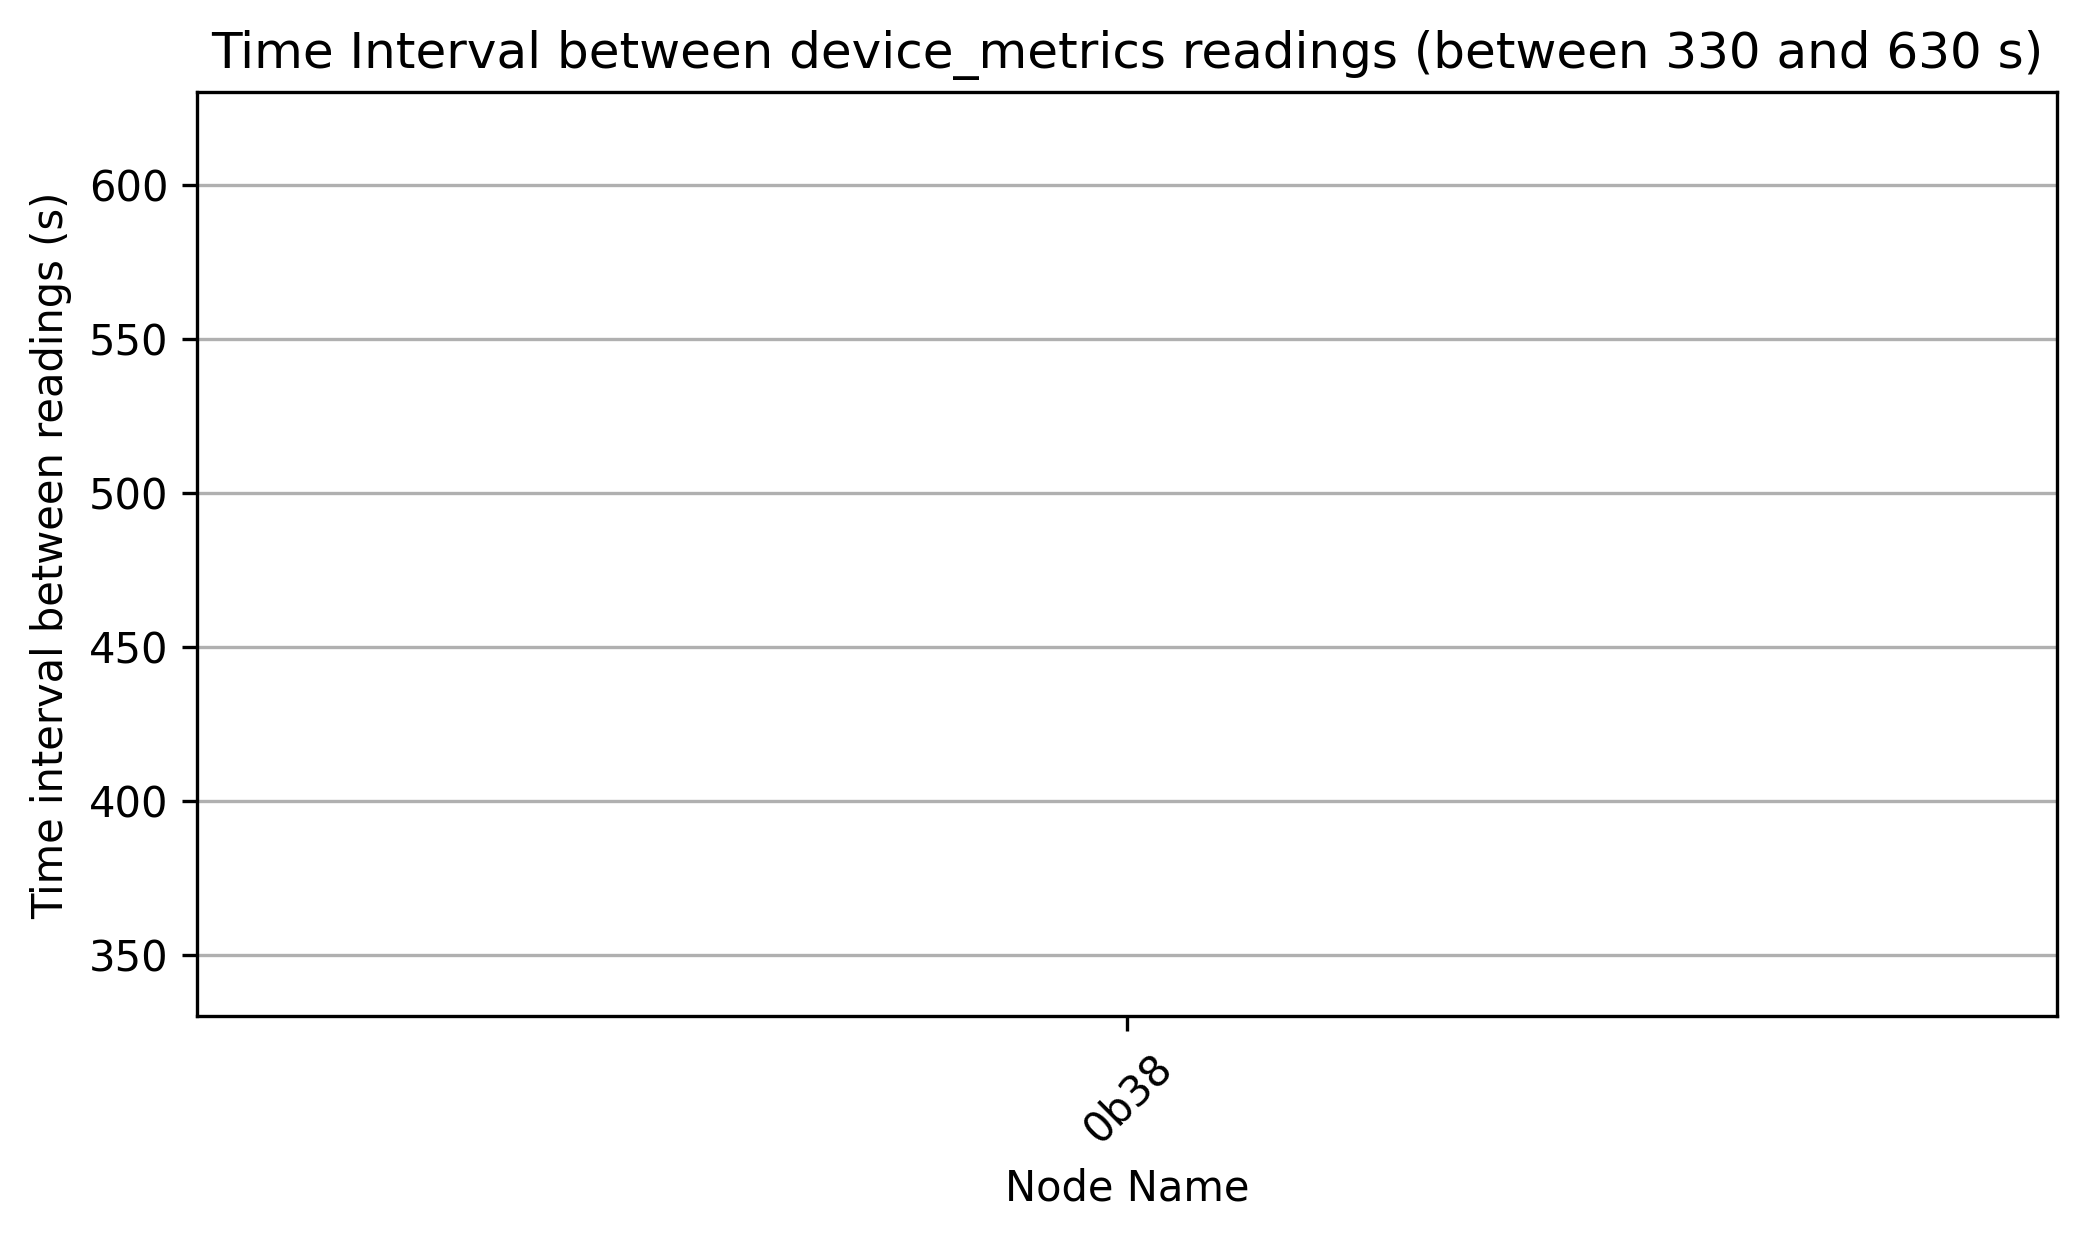 Time Interval between device_metrics readings (between 330 and 630 s)
Time interval between readings (s)
600
550
500
450
400
350
0b38
Node Name